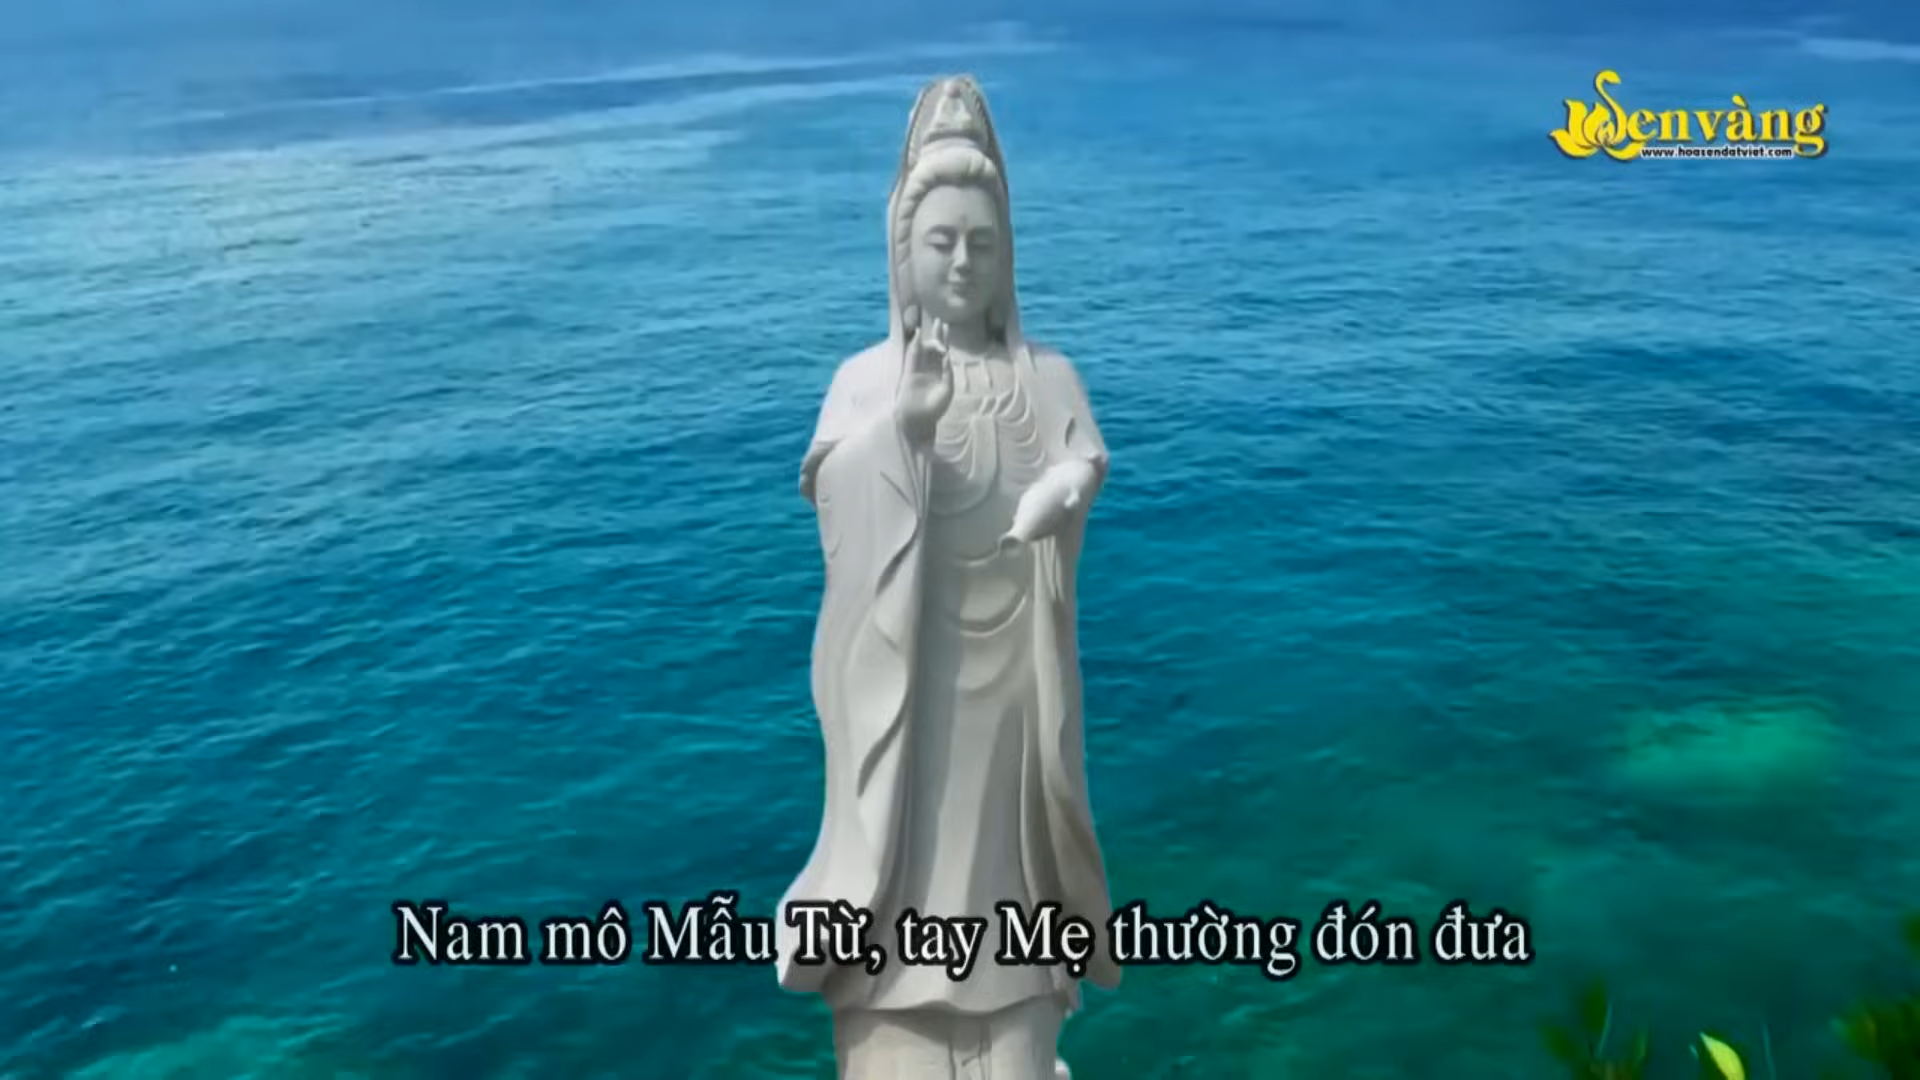 Senvàng
www.hoasendatviet.com
Nam mô Mẫu Từ, tay Mẹ thường đón đưa